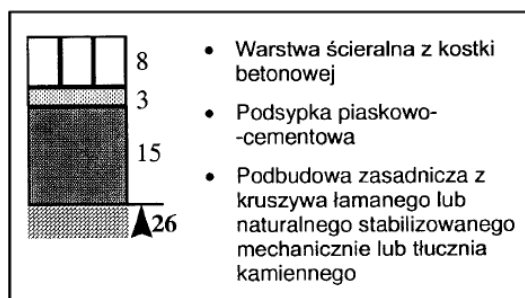 8
3
15
26
• Warstwa ścieralna z kostki
betonowej
• Podsypka piaskowo-
-cementowa
• Podbudowa zasadnicza z
kruszywa łamanego lub
naturalnego stabilizowanego
mechanicznie lub tłucznia
kamiennego